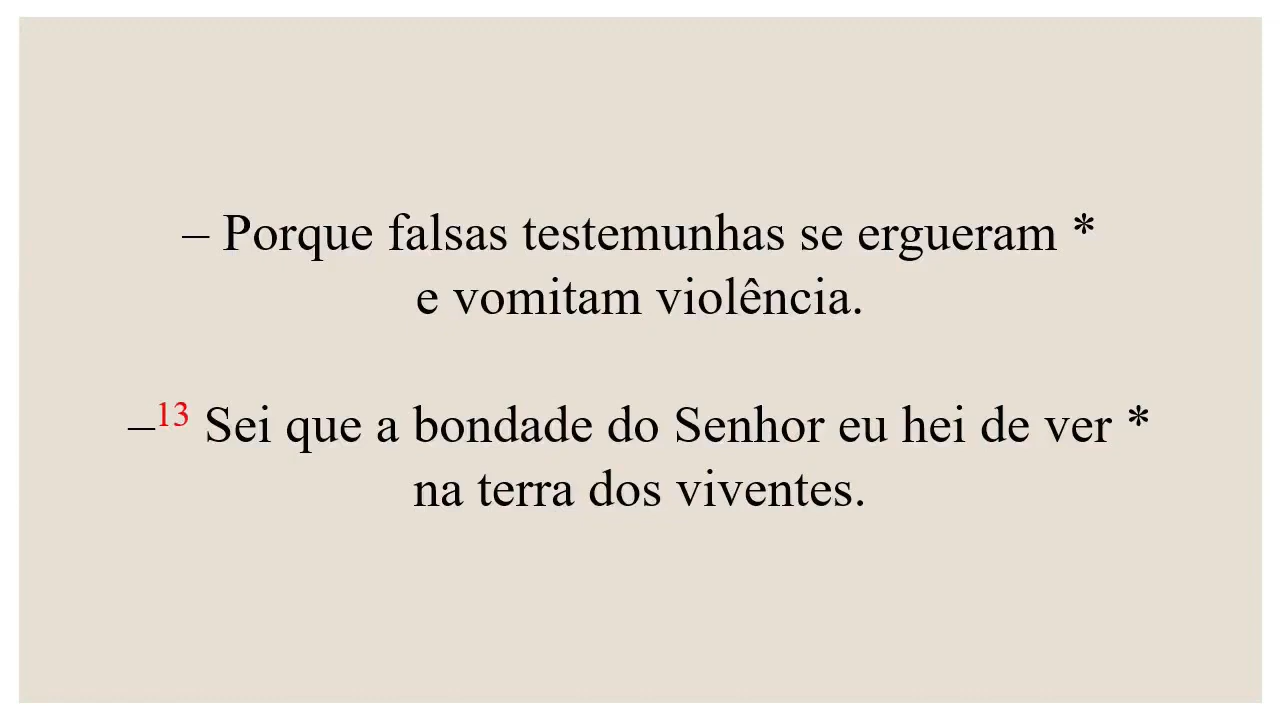 – Porque falsas testemunhas se ergueram *
e vomitam violência.
–13 Sei que a bondade do Senhor eu hei de ver *
na terra dos viventes.